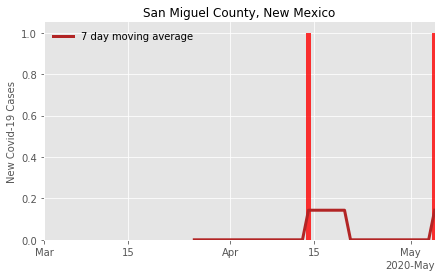 San Miguel County, New Mexico
7 day moving average
New Covid-19 Cases
1.0
0.8
0.6
0.4
0.2
0.0
Mar 15 Apr 15 May
2020-May